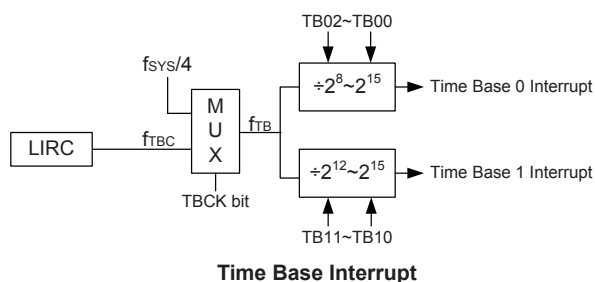 TB02~TB00
fSYS/4
÷2^8~2^15
Time Base 0 Interrupt
M
U
X
fTB
LIRC
fTBC
÷2^12~2^15
Time Base 1 Interrupt
TBCK bit
TB11~TB10
Time Base Interrupt